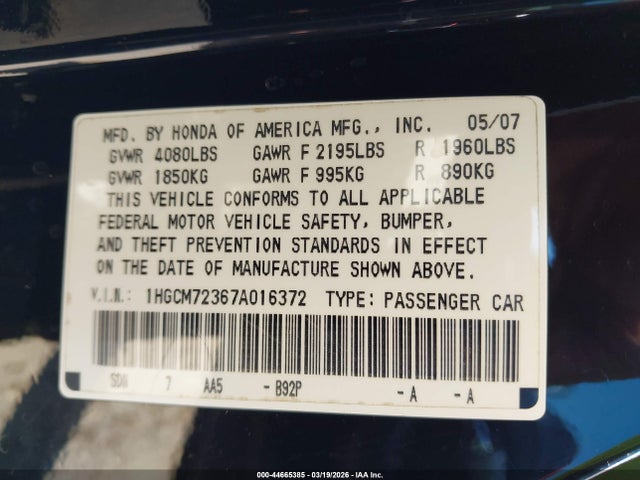 MFD. BY HONDA OF AMERICA MFG., INC. 05/07
GVWR 4080LBS GAWR F 2195LBS R 1960LBS
GVWR 1850KG GAWR F 995KG R 890KG
THIS VEHICLE CONFORMS TO ALL APPLICABLE
FEDERAL MOTOR VEHICLE SAFETY, BUMPER,
AND THEFT PREVENTION STANDARDS IN EFFECT
ON THE DATE OF MANUFACTURE SHOWN ABOVE.
V.I.N.: 1HGCM72367A016372 TYPE: PASSENGER CAR
7 AA5 - B92P - A - A
000-44665385 - 03/19/2026 - IAA Inc.